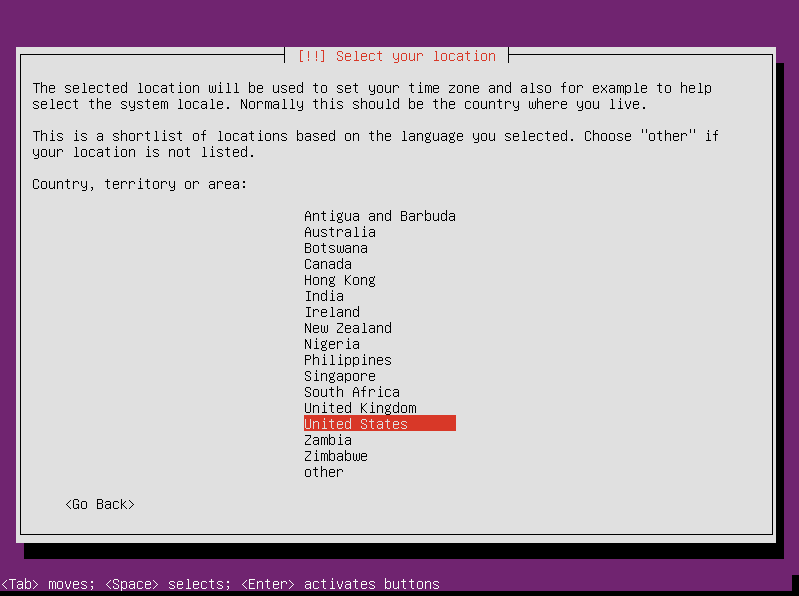 [!!] Select your location
The selected location will be used to set your time zone and also for example to help
select the system locale. Normally this should be the country where you live.
This is a shortlist of locations based on the language you selected. Choose "other" if
your location is not listed.
Country, territory or area:
Antigua and Barbuda
Australia
Botswana
Canada
Hong Kong
India
Ireland
New Zealand
Nigeria
Philippines
Singapore
South Africa
United Kingdom
United States
Zambia
Zimbabwe
other
<Go Back>
<Tab> moves; <Space> selects; <Enter> activates buttons